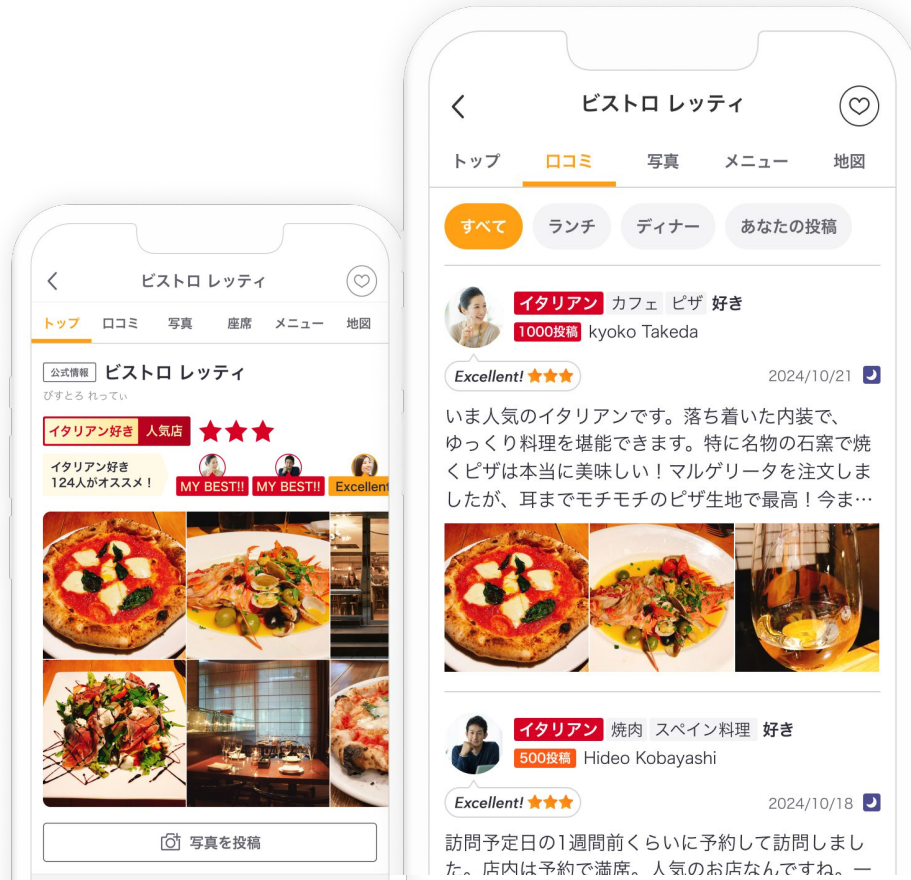 ビストロ レッティ
トップ 口コミ 写真 座席 メニュー 地図
公式情報 ビストロ レッティ
びすとろ れってぃ
イタリアン好き 人気店
イタリアン好き
124人がオススメ！
MY BEST!! MY BEST!! Excellent
写真を投稿
ビストロ レッティ
トップ 口コミ 写真 メニュー 地図
すべて ランチ ディナー あなたの投稿
イタリアン カフェ ピザ 好き
1000投稿 kyoko Takeda
Excellent! 2024/10/21
いま人気のイタリアンです。落ち着いた内装で、
ゆっくり料理を堪能できます。特に名物の石窯で焼
くピザは本当に美味しい！マルゲリータを注文しま
したが、耳までモチモチのピザ生地で最高！今ま…
イタリアン 焼肉 スペイン料理 好き
500投稿 Hideo Kobayashi
Excellent! 2024/10/18
訪問予定日の1週間前くらいに予約して訪問しまし
た。店内は予約で満席。人気のお店なんですね。一